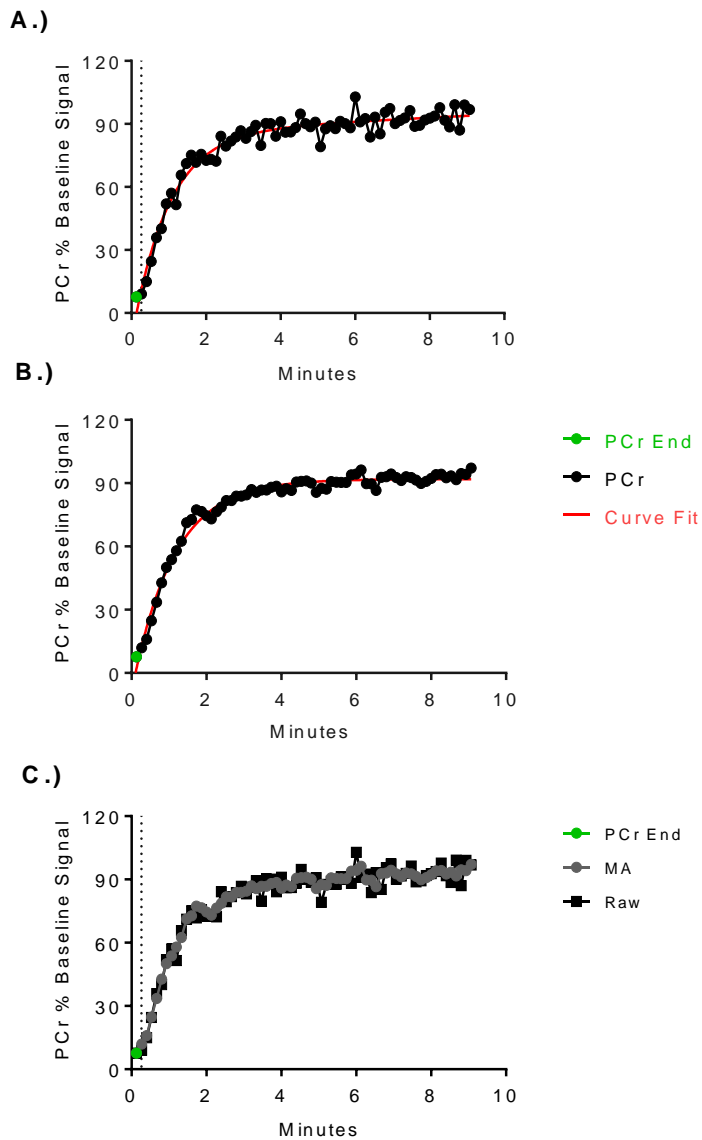 A.)
PCr % Baseline Signal
120
90
60
30
0
0 2 4 6 8 10
Minutes
B.)
PCr % Baseline Signal
120
90
60
30
0
0 2 4 6 8 10
Minutes
PCr End
PCr
Curve Fit
C.)
PCr % Baseline Signal
120
90
60
30
0
0 2 4 6 8 10
Minutes
PCr End
MA
Raw